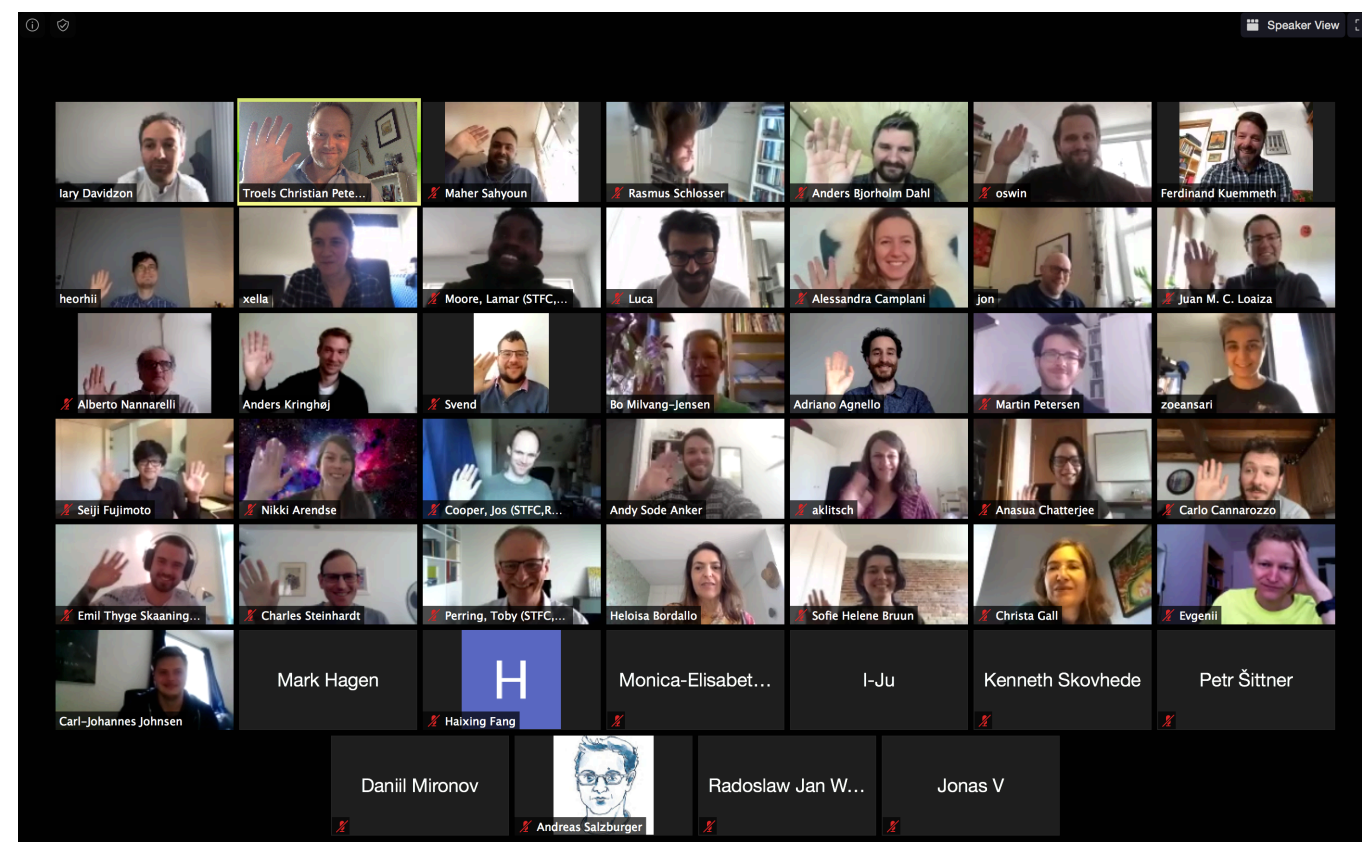 Speaker View
Iary Davidzon
Troels Christian Pete...
Maher Sahyoun
Rasmus Schlosser
Anders Bjorholm Dahl
oswin
Ferdinand Kuemmeth
heorhii
xella
Moore, Lamar (STFC,...
Luca
Alessandra Camplani
jon
Juan M. C. Loaiza
Alberto Nannarelli
Anders Kringhøj
Svend
Bo Milvang-Jensen
Adriano Agnello
Martin Petersen
zoeansari
Seiji Fujimoto
Nikki Arendse
Cooper, Jos (STFC,R...
Andy Sode Anker
aklitsch
Anasua Chatterjee
Carlo Cannarozzo
Emil Thyge Skaaning...
Charles Steinhardt
Perring, Toby (STFC,...
Heloisa Bordallo
Sofie Helene Bruun
Christa Gall
Evgenii
Carl-Johannes Johnsen
Mark Hagen
H
Haixing Fang
Monica-Elisabet...
I-Ju
Kenneth Skovhede
Petr Šittner
Daniil Mironov
Andreas Salzburger
Radoslaw Jan W...
Jonas V